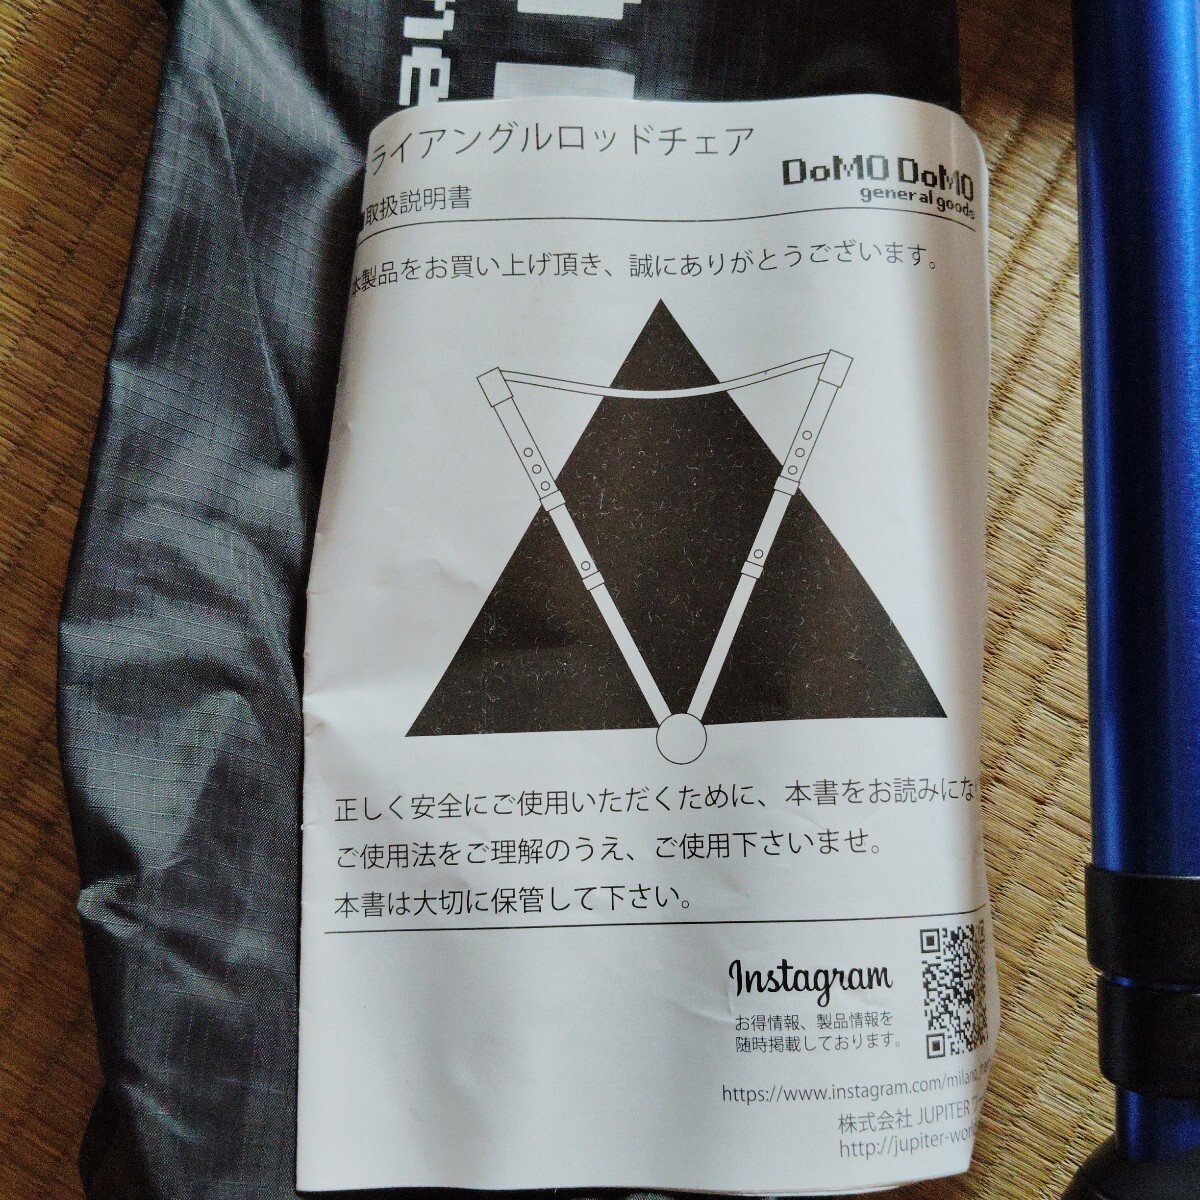 ライアングルロッドチェア
取扱説明書
DoMO DoMO
general goods
本製品をお買い上げ頂き、誠にありがとうございます。
正しく安全にご使用いただくために、本書をお読みにな
ご使用法をご理解のうえ、ご使用下さいませ。
本書は大切に保管して下さい。
Instagram
お得情報、製品情報を
随時掲載しております。
https://www.instagram.com/milano_
株式会社 JUPITER
http://jupiter-wor